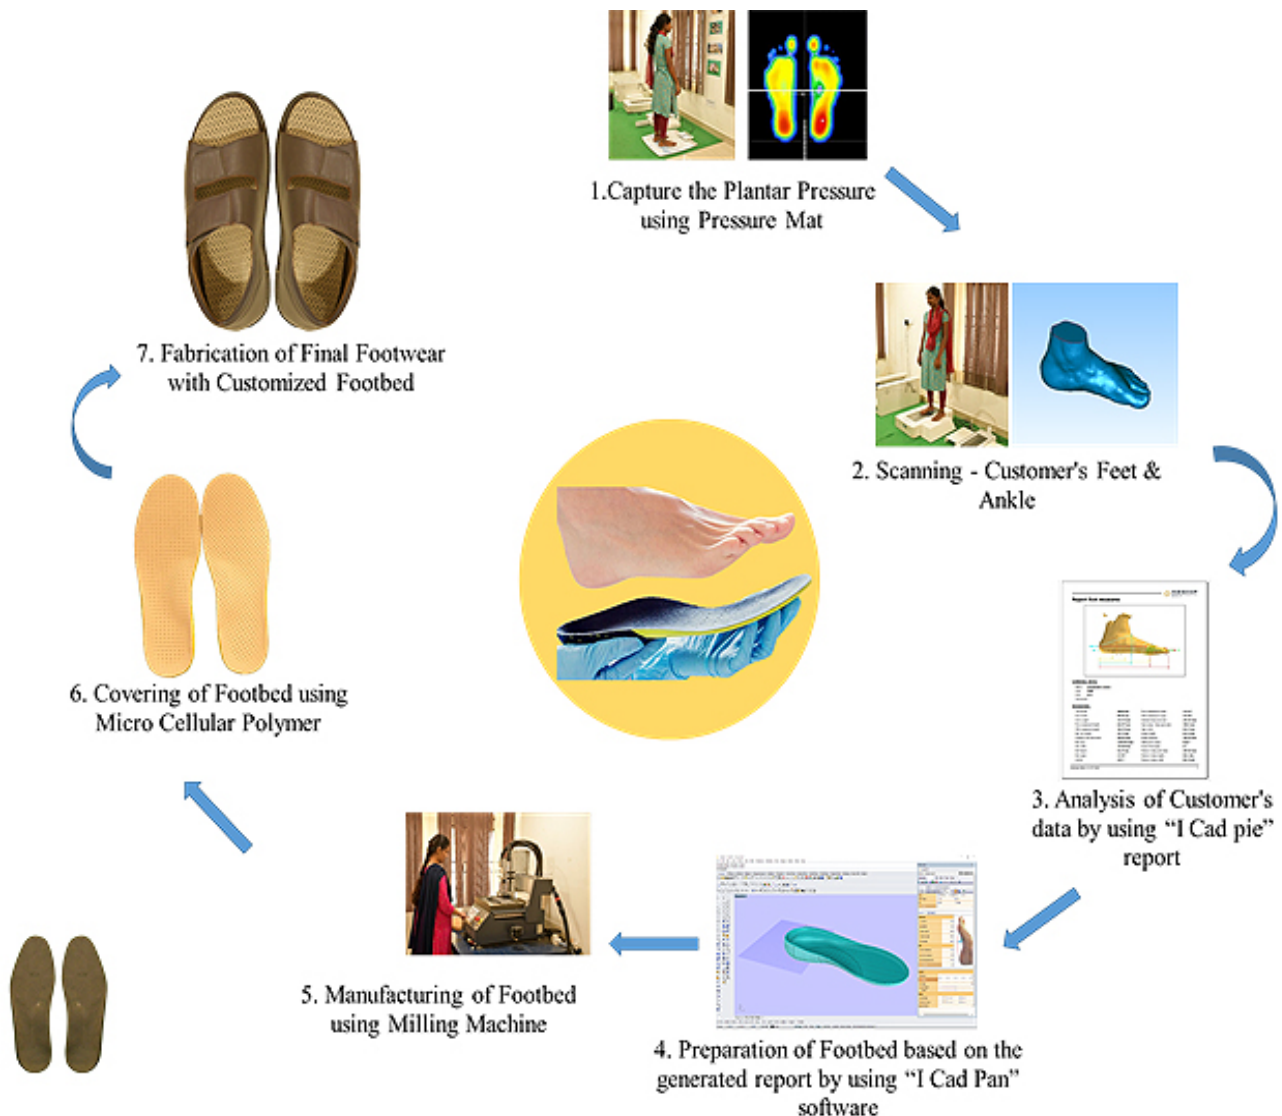 1.Capture the Plantar Pressure
using Pressure Mat
2. Scanning - Customer's Feet &
Ankle
3. Analysis of Customer's
data by using “I Cad pie”
report
4. Preparation of Footbed based on the
generated report by using “I Cad Pan”
software
5. Manufacturing of Footbed
using Milling Machine
6. Covering of Footbed using
Micro Cellular Polymer
7. Fabrication of Final Footwear
with Customized Footbed